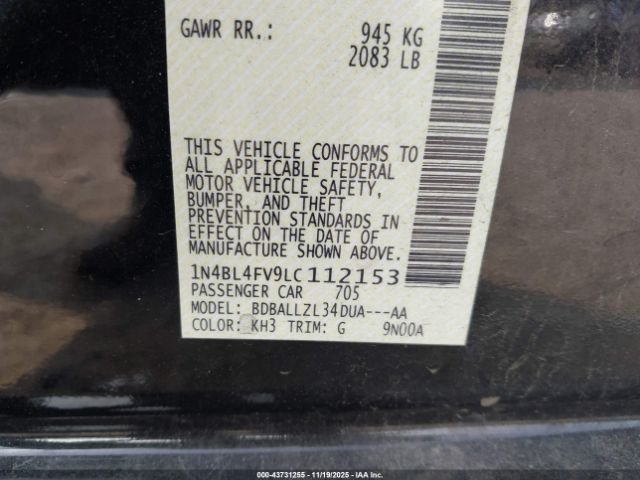 GAWR RR.: 945 KG
2083 LB
THIS VEHICLE CONFORMS TO
ALL APPLICABLE FEDERAL
MOTOR VEHICLE SAFETY,
BUMPER, AND THEFT
PREVENTION STANDARDS IN
EFFECT ON THE DATE OF
MANUFACTURE SHOWN ABOVE.
1N4BL4FV9LC112153
PASSENGER CAR 705
MODEL: BDBALLZL34DUA---AA
COLOR: KH3 TRIM: G 9N00A
000-43731255 | 11/19/2025 | IAA, Inc.